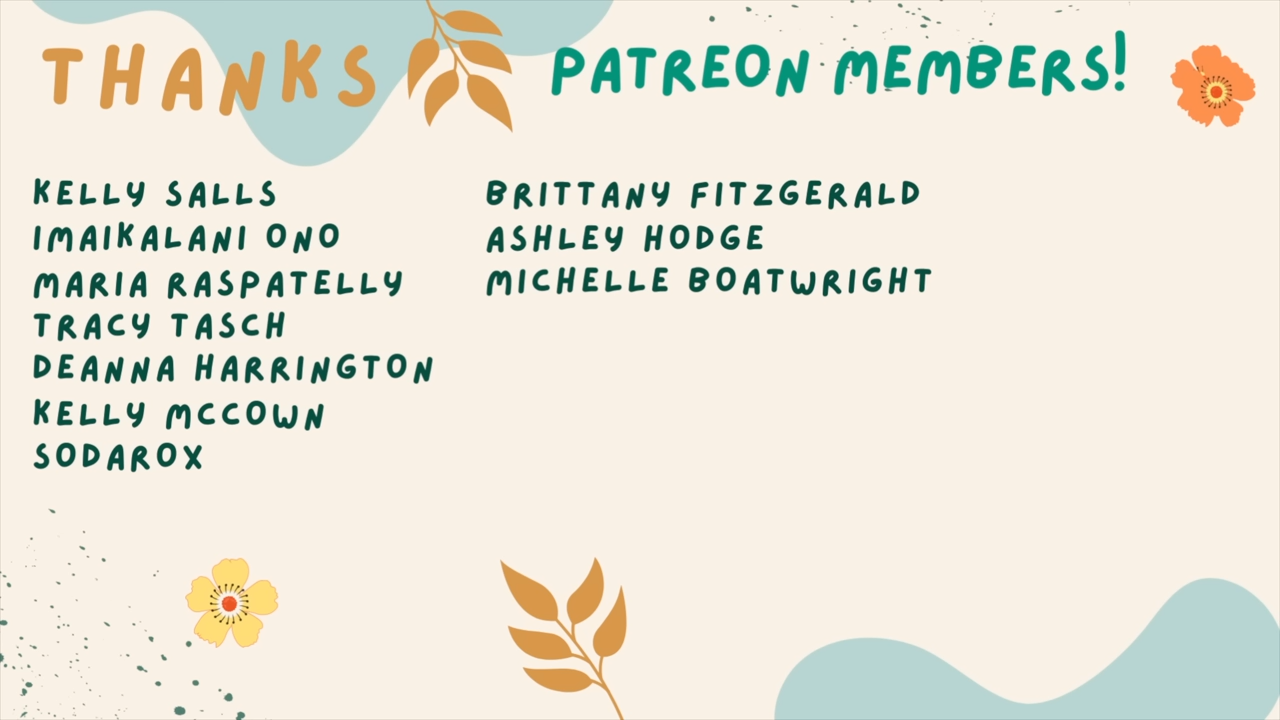 THANKS PATREON MEMBERS!
KELLY SALLS
IMAIKALANI ONO
MARIA RASPATELLY
TRACY TASCH
DEANNA HARRINGTON
KELLY MCCOWN
SODAROX
BRITTANY FITZGERALD
ASHLEY HODGE
MICHELLE BOATWRIGHT